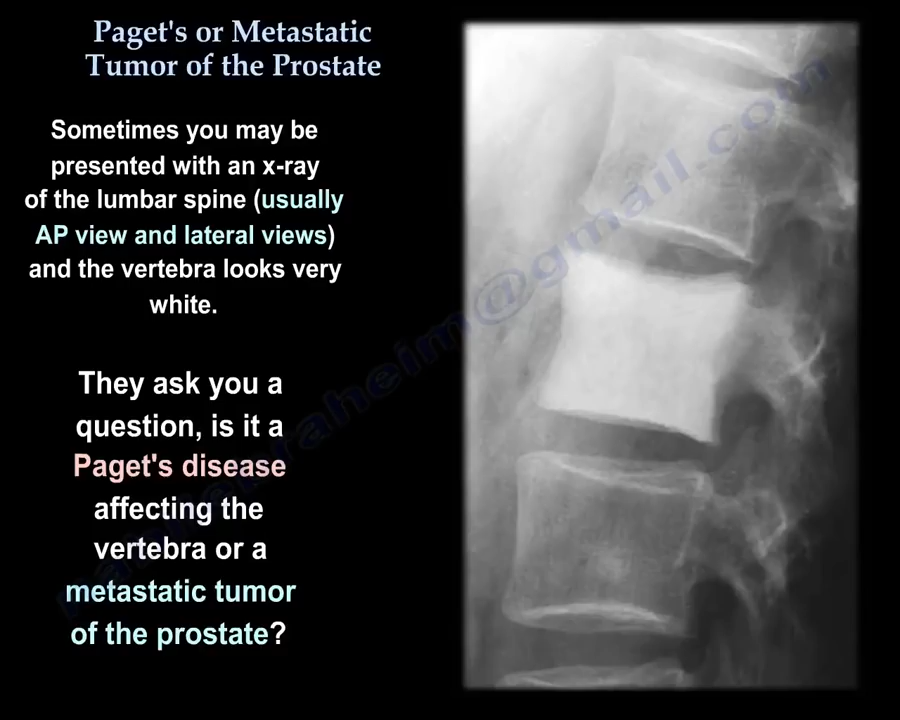 Paget's or Metastatic
Tumor of the Prostate
Sometimes you may be
presented with an x-ray
of the lumbar spine (usually
AP view and lateral views)
and the vertebra looks very
white.
They ask you a
question, is it a
Paget's disease
affecting the
vertebra or a
metastatic tumor
of the prostate?